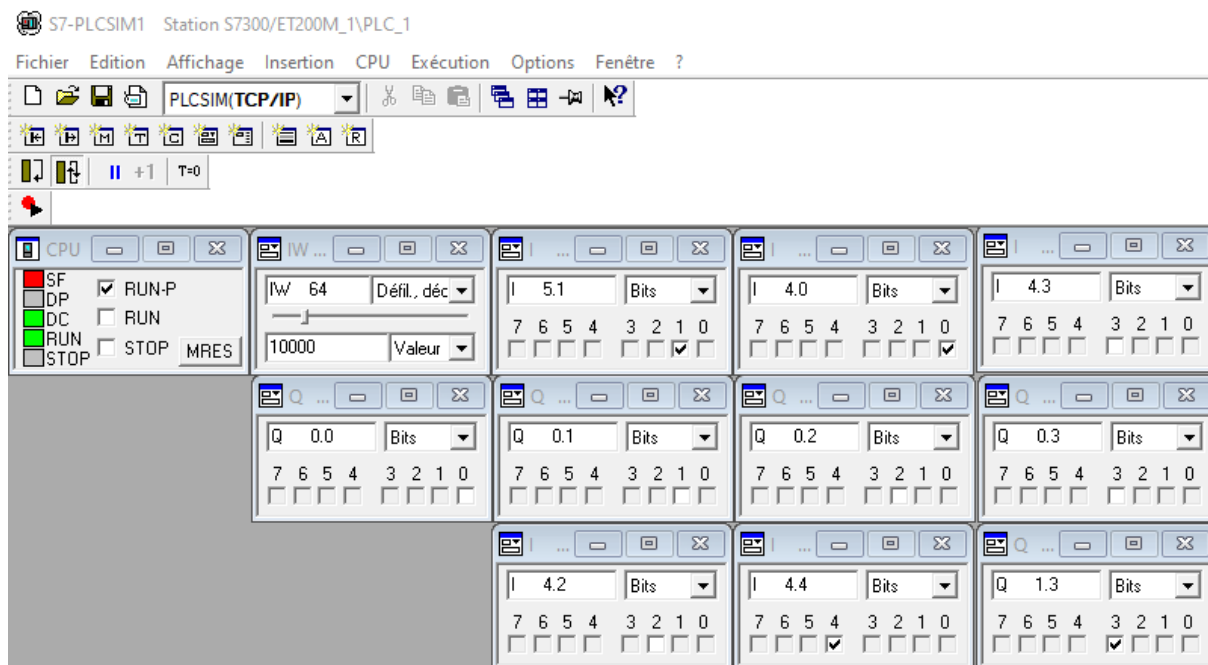 S7-PLCSIM1 Station S7300/ET200M_1\PLC_1
Fichier Edition Affichage Insertion CPU Exécution Options Fenêtre ?
PLCSIM(TCP/IP)
M T C A R
+1 T=0
CPU
SF
DP
DC
RUN
STOP
RUN-P
RUN
STOP MRES
IW ...
IW 64 Défil., déc
10000 Valeur
I ...
I 5.1 Bits
7 6 5 4 3 2 1 0
I ...
I 4.0 Bits
7 6 5 4 3 2 1 0
I ...
I 4.3 Bits
7 6 5 4 3 2 1 0
Q ...
Q 0.0 Bits
7 6 5 4 3 2 1 0
Q ...
Q 0.1 Bits
7 6 5 4 3 2 1 0
Q ...
Q 0.2 Bits
7 6 5 4 3 2 1 0
Q ...
Q 0.3 Bits
7 6 5 4 3 2 1 0
I ...
I 4.2 Bits
7 6 5 4 3 2 1 0
I ...
I 4.4 Bits
7 6 5 4 3 2 1 0
Q ...
Q 1.3 Bits
7 6 5 4 3 2 1 0